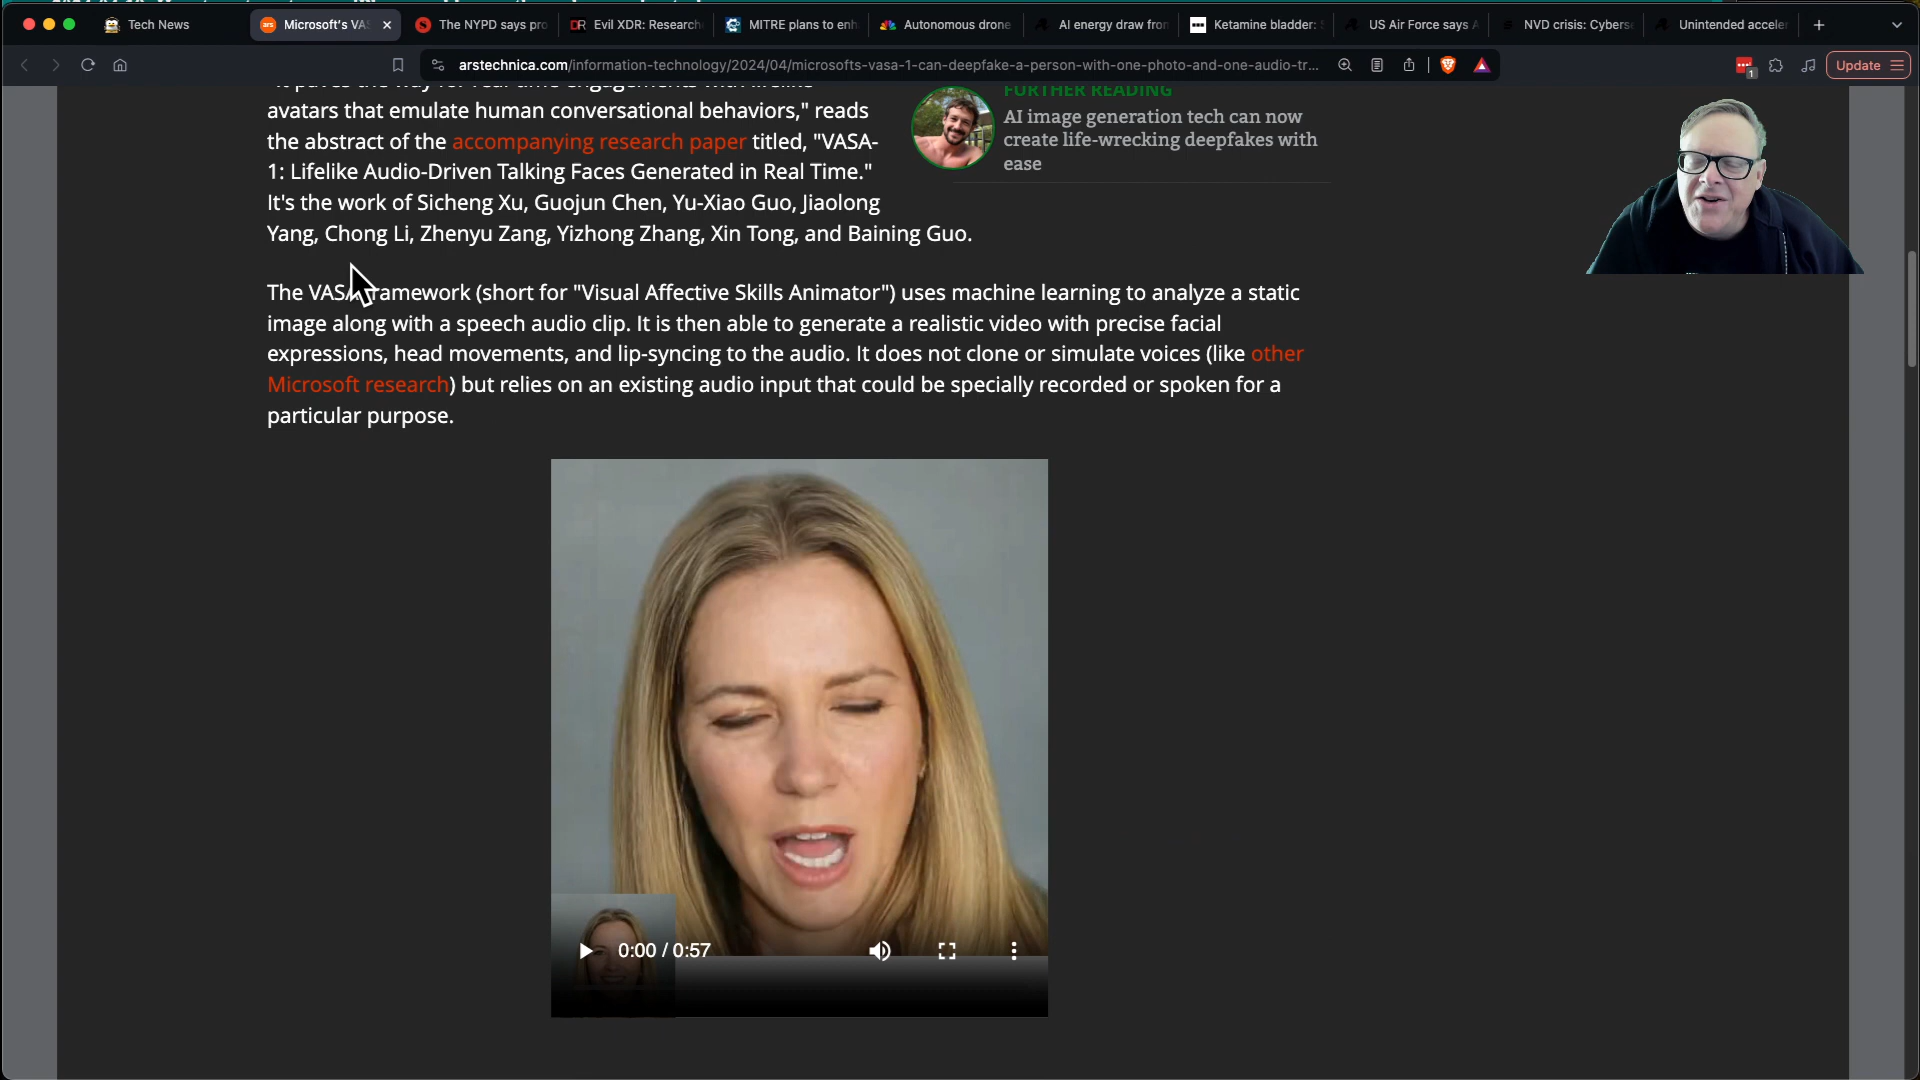 Tech News
ars
Microsoft's VAS
The NYPD says pro
DR
Evil XDR: Researche
MITRE plans to enh
Autonomous drone
AI energy draw from
Ketamine bladder: S
US Air Force says A
NVD crisis: Cyberse
Unintended acceler
arstechnica.com/information-technology/2024/04/microsofts-vasa-1-can-deepfake-a-person-with-one-photo-and-one-audio-tr...
1
Update
avatars that emulate human conversational behaviors," reads
the abstract of the accompanying research paper titled, "VASA-
1: Lifelike Audio-Driven Talking Faces Generated in Real Time."
It's the work of Sicheng Xu, Guojun Chen, Yu-Xiao Guo, Jiaolong
Yang, Chong Li, Zhenyu Zang, Yizhong Zhang, Xin Tong, and Baining Guo.
FURTHER READING
AI image generation tech can now
create life-wrecking deepfakes with
ease
The VASA framework (short for "Visual Affective Skills Animator") uses machine learning to analyze a static
image along with a speech audio clip. It is then able to generate a realistic video with precise facial
expressions, head movements, and lip-syncing to the audio. It does not clone or simulate voices (like other
Microsoft research) but relies on an existing audio input that could be specially recorded or spoken for a
particular purpose.
0:00 / 0:57